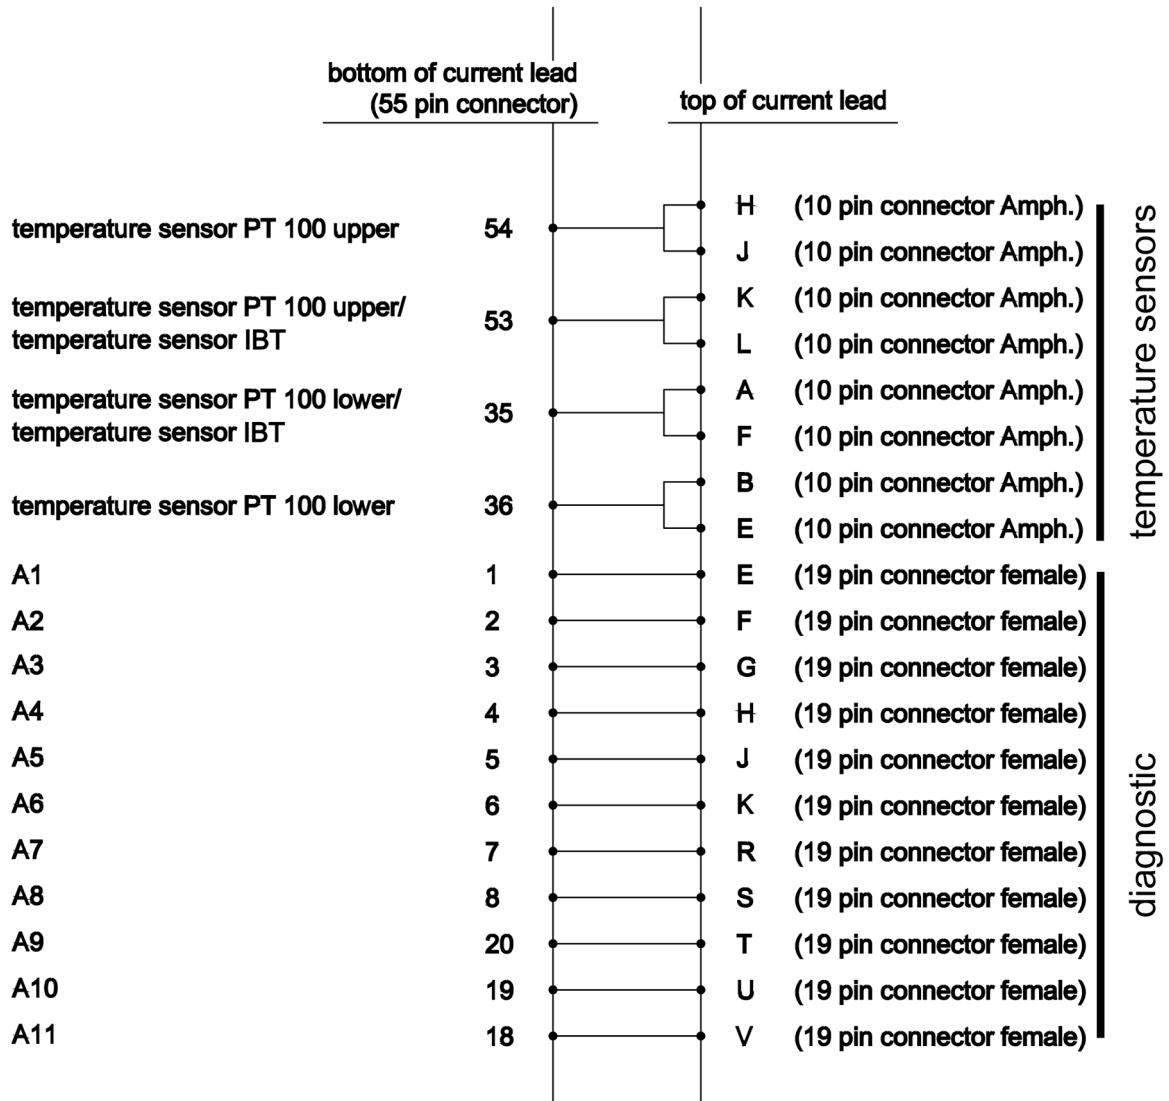 bottom of current lead
(55 pin connector)
top of current lead
temperature sensor PT 100 upper 54 H (10 pin connector Amph.)
J (10 pin connector Amph.)
temperature sensor PT 100 upper/
temperature sensor IBT 53 K (10 pin connector Amph.)
L (10 pin connector Amph.)
temperature sensor PT 100 lower/
temperature sensor IBT 35 A (10 pin connector Amph.)
F (10 pin connector Amph.)
temperature sensor PT 100 lower 36 B (10 pin connector Amph.)
E (10 pin connector Amph.)
temperature sensors
A1 1 E (19 pin connector female)
A2 2 F (19 pin connector female)
A3 3 G (19 pin connector female)
A4 4 H (19 pin connector female)
A5 5 J (19 pin connector female)
A6 6 K (19 pin connector female)
A7 7 R (19 pin connector female)
A8 8 S (19 pin connector female)
A9 20 T (19 pin connector female)
A10 19 U (19 pin connector female)
A11 18 V (19 pin connector female)
diagnostic